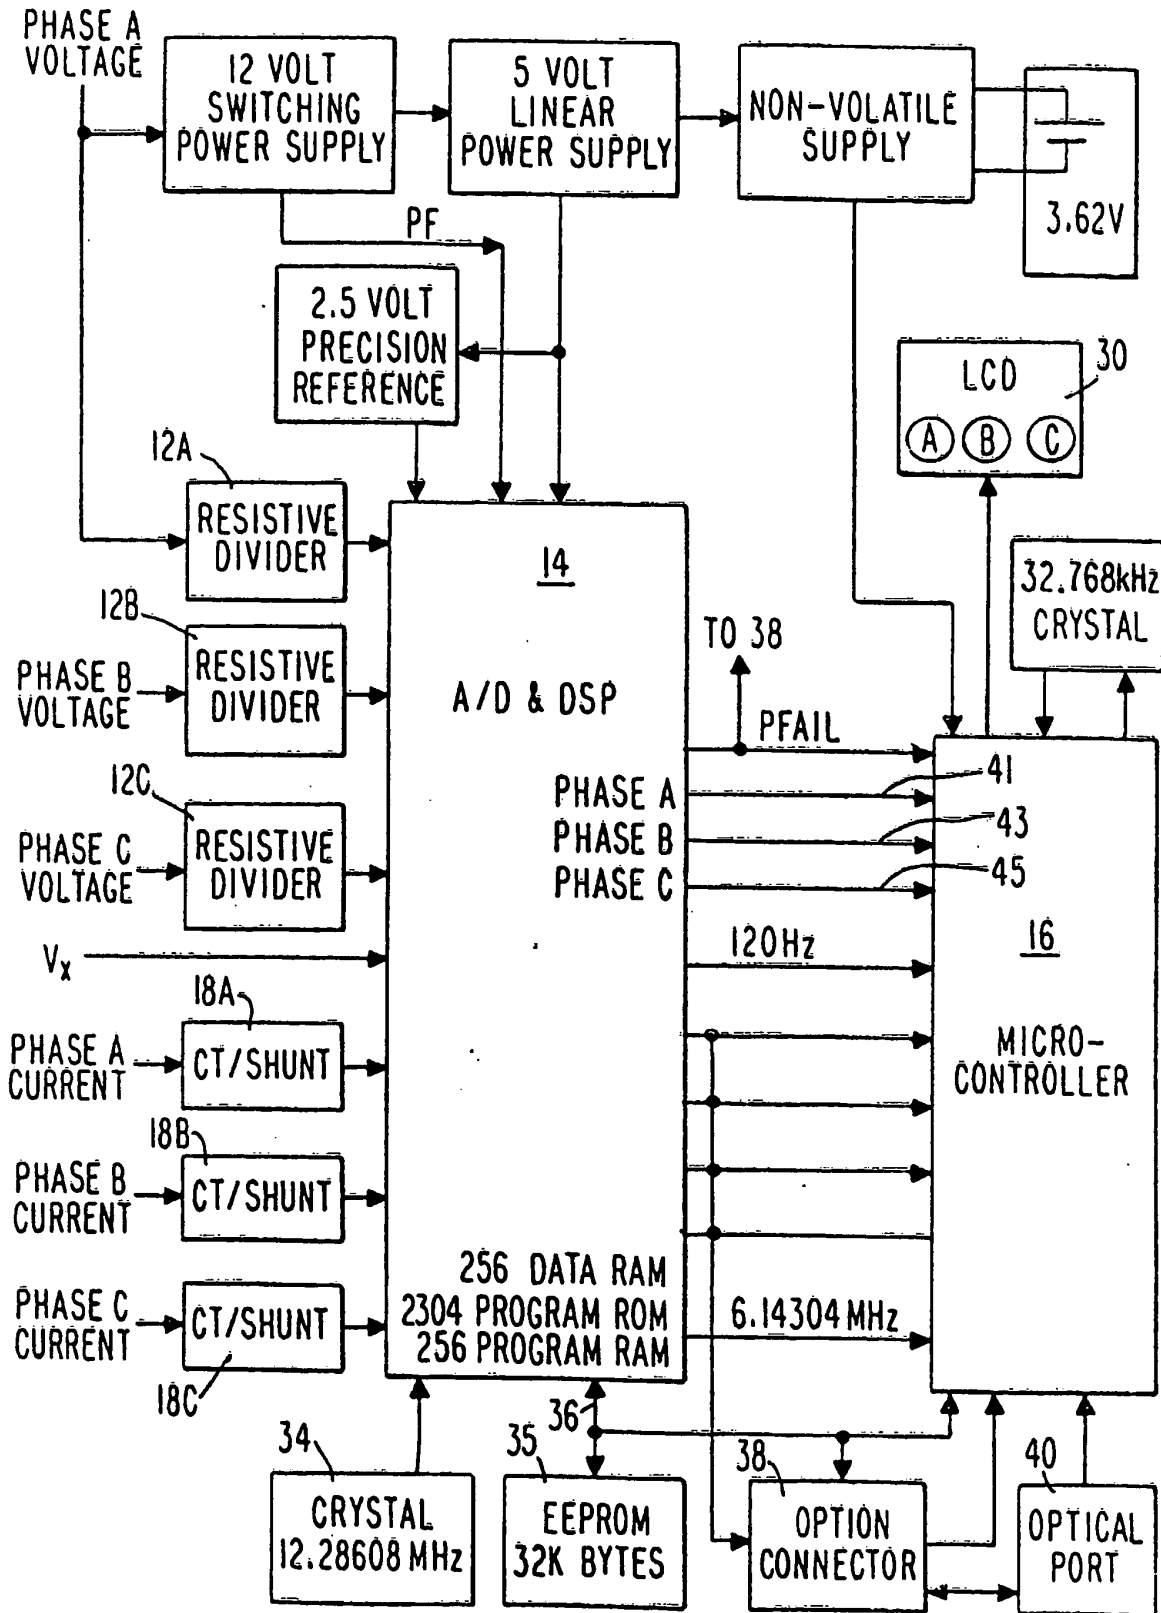 PHASE A
VOLTAGE
12 VOLT
SWITCHING
POWER SUPPLY
5 VOLT
LINEAR
POWER SUPPLY
NON-VOLATILE
SUPPLY
3.62V
PF
2.5 VOLT
PRECISION
REFERENCE
LCD
30
A
B
C
12A
RESISTIVE
DIVIDER
14
32.768kHz
CRYSTAL
12B
RESISTIVE
DIVIDER
PHASE B
VOLTAGE
A/D & DSP
TO 38
PFAIL
PHASE A
41
PHASE B
43
PHASE C
45
12C
RESISTIVE
DIVIDER
PHASE C
VOLTAGE
Vx
120Hz
16
MICRO-
CONTROLLER
18A
PHASE A
CURRENT
CT/SHUNT
18B
PHASE B
CURRENT
CT/SHUNT
PHASE C
CURRENT
CT/SHUNT
18C
256 DATA RAM
2304 PROGRAM ROM
256 PROGRAM RAM
6.14304MHz
34
CRYSTAL
12.28608MHz
36
35
EEPROM
32K BYTES
38
OPTION
CONNECTOR
40
OPTICAL
PORT